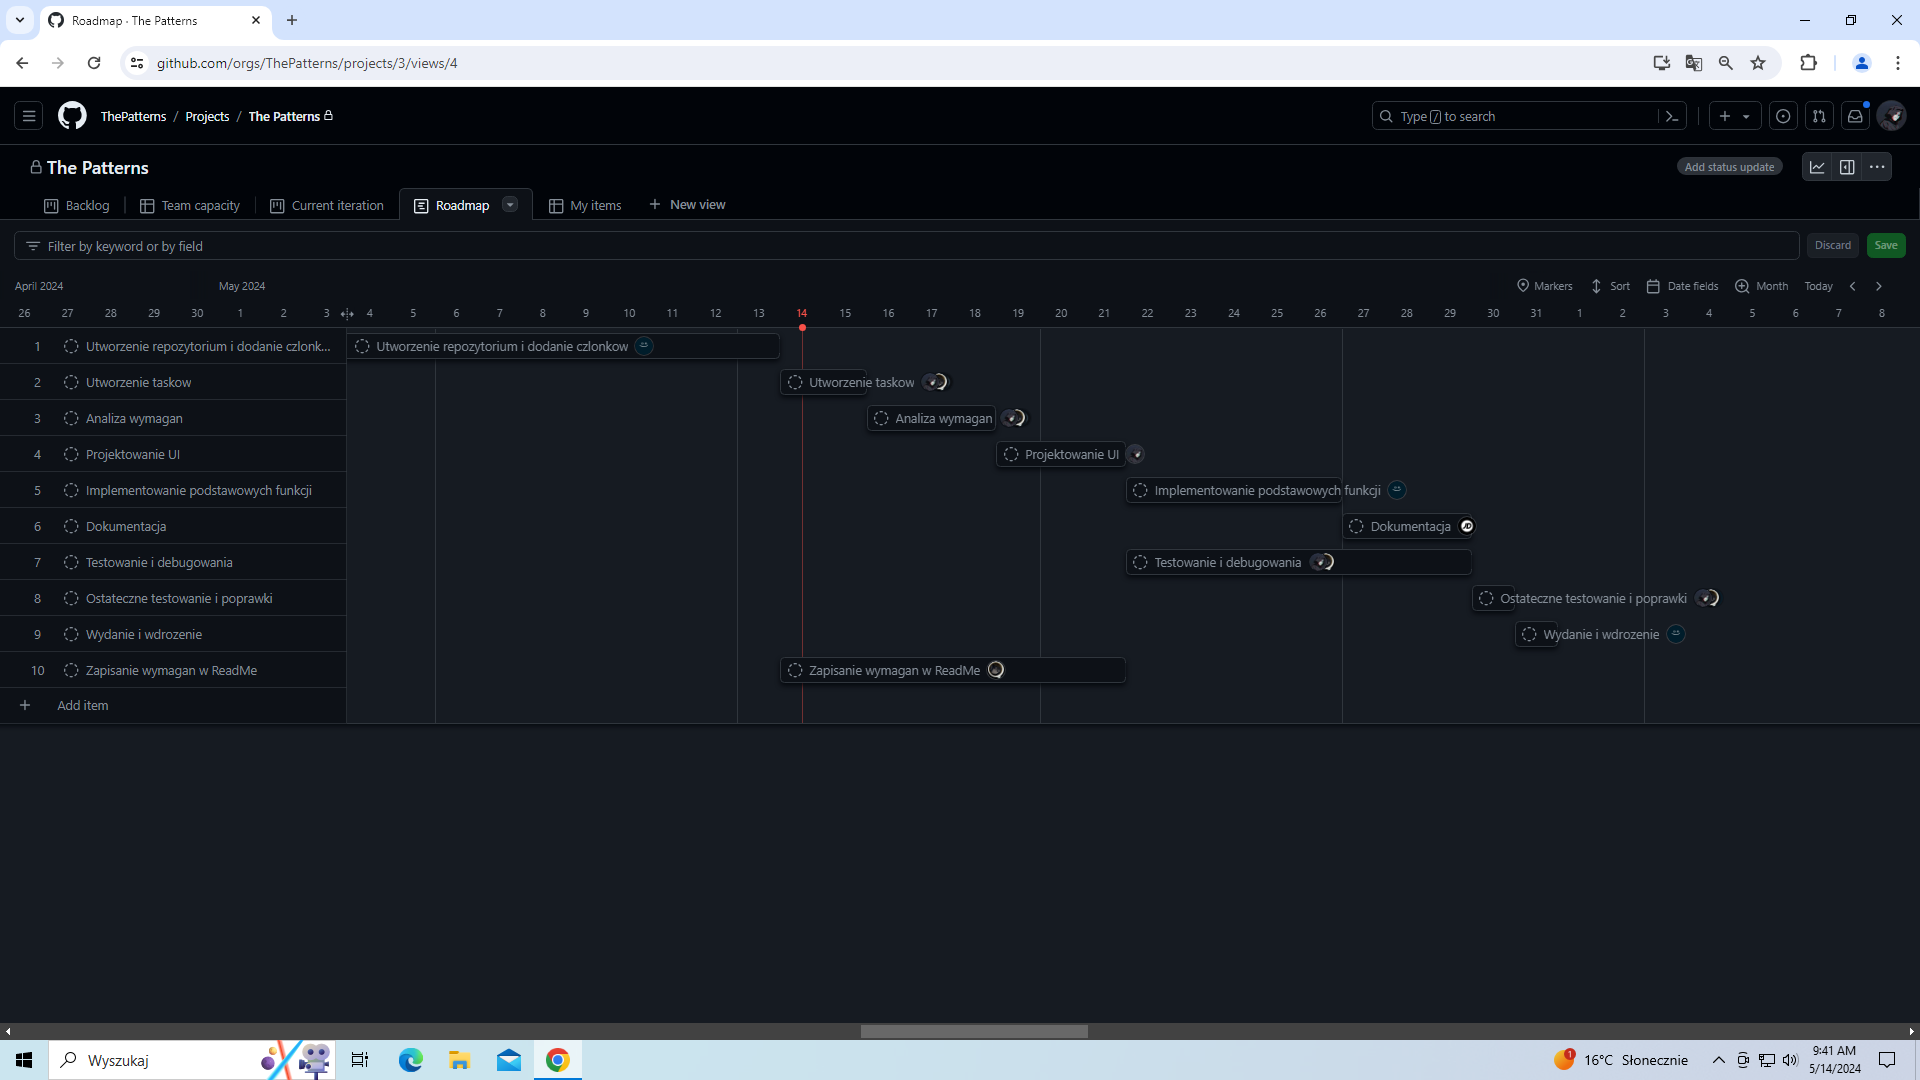 Roadmap · The Patterns
github.com/orgs/ThePatterns/projects/3/views/4
ThePatterns / Projects / The Patterns
Type / to search
The Patterns
Add status update
Backlog Team capacity Current iteration Roadmap My items + New view
Filter by keyword or by field
Discard Save
April 2024 May 2024 Markers Sort Date fields Month Today
26 27 28 29 30 1 2 3 4 5 6 7 8 9 10 11 12 13 14 15 16 17 18 19 20 21 22 23 24 25 26 27 28 29 30 31 1 2 3 4 5 6 7 8
1 Utworzenie repozytorium i dodanie czlonk... Utworzenie repozytorium i dodanie czlonkow
2 Utworzenie taskow Utworzenie taskow
3 Analiza wymagan Analiza wymagan
4 Projektowanie UI Projektowanie UI
5 Implementowanie podstawowych funkcji Implementowanie podstawowych funkcji
6 Dokumentacja Dokumentacja
7 Testowanie i debugowania Testowanie i debugowania
8 Ostateczne testowanie i poprawki Ostateczne testowanie i poprawki
9 Wydanie i wdrozenie Wydanie i wdrozenie
10 Zapisanie wymagan w ReadMe Zapisanie wymagan w ReadMe
+ Add item
Wyszukaj
1 16°C Słonecznie
9:41 AM
5/14/2024